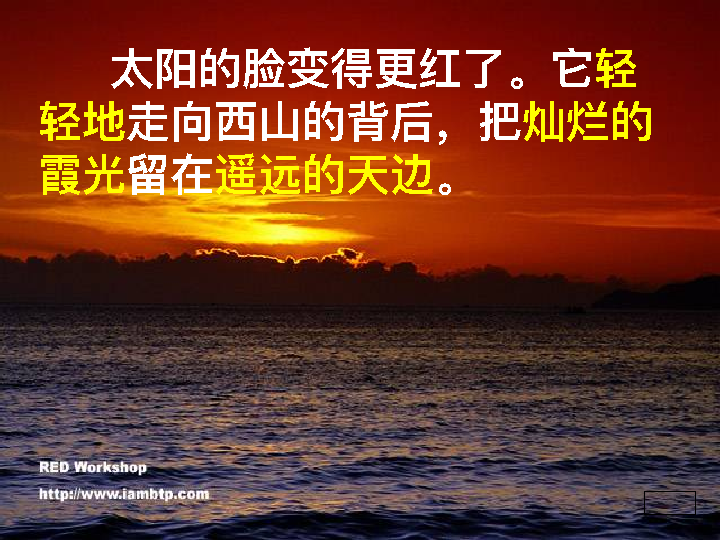 太阳的脸变得更红了。它轻
轻地走向西山的背后，把灿烂的
霞光留在遥远的天边。
RED Workshop
http://www.iambtp.com